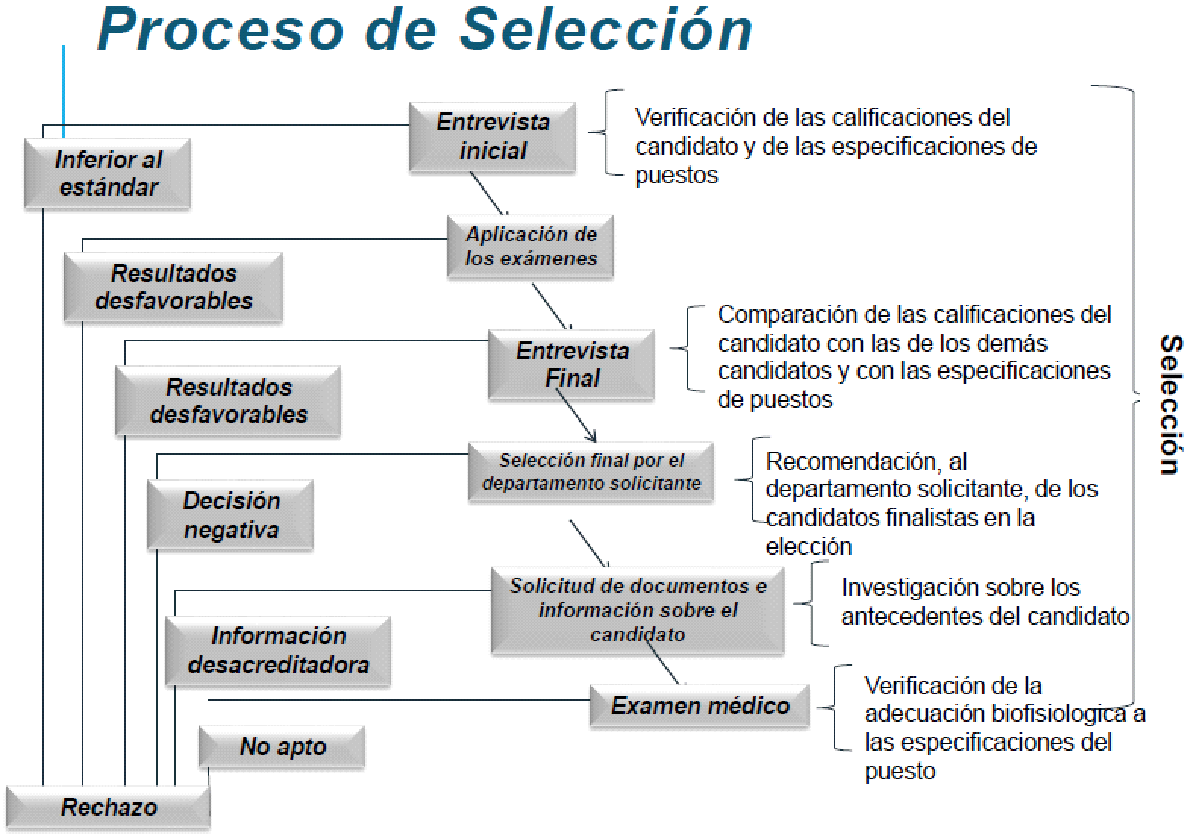 Proceso de Selección
Entrevista
inicial
Verificación de las calificaciones del
candidato y de las especificaciones de
puestos
Inferior al
estándar
Aplicación de
los exámenes
Resultados
desfavorables
Entrevista
Final
Comparación de las calificaciones del
candidato con las de los demás
candidatos y con las especificaciones
de puestos
Selección
Resultados
desfavorables
Selección final por el
departamento solicitante
Recomendación, al
departamento solicitante, de los
candidatos finalistas en la
elección
Decisión
negativa
Solicitud de documentos e
información sobre el
candidato
Investigación sobre los
antecedentes del candidato
Información
desacreditadora
Examen médico
Verificación de la
adecuación biofisiologica a
las especificaciones del
puesto
No apto
Rechazo